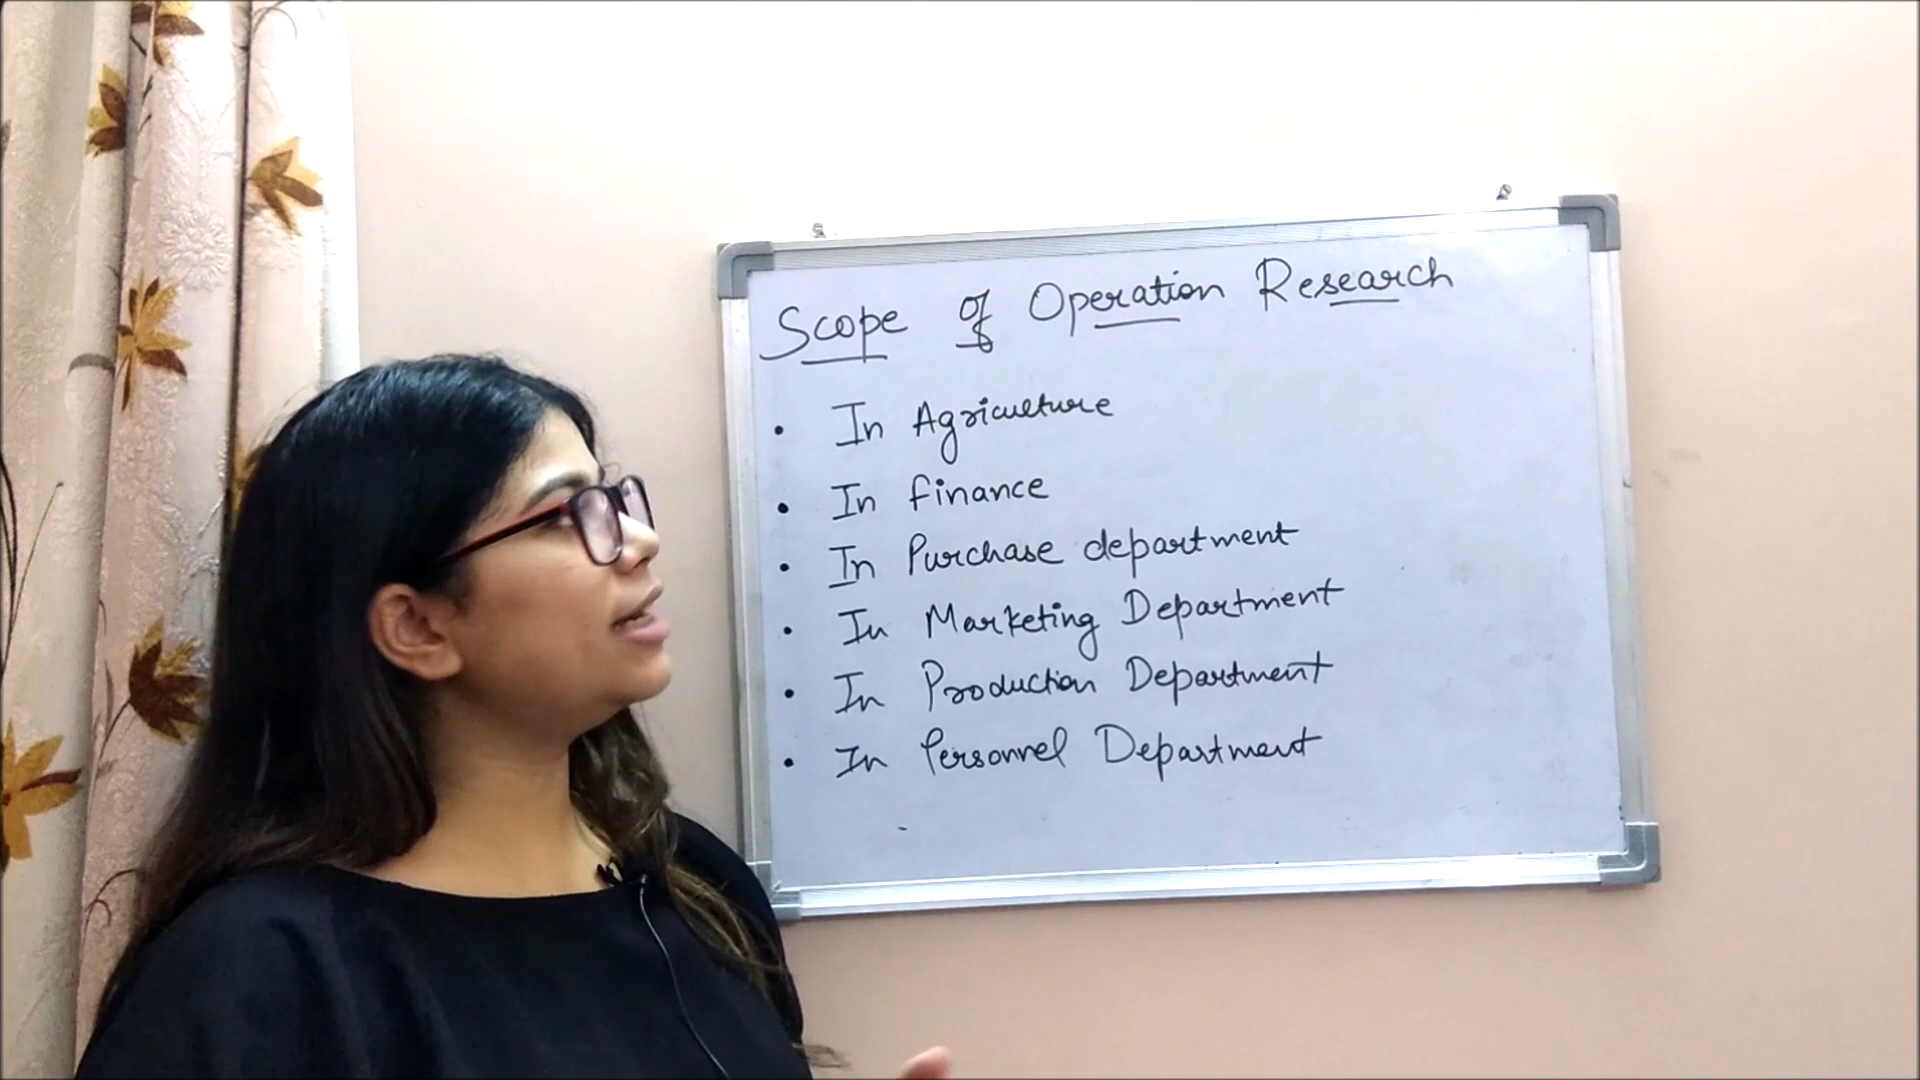 Scope of Operation Research
• In Agriculture
• In finance
• In Purchase department
• In Marketing Department
• In Production Department
• In Personnel Department